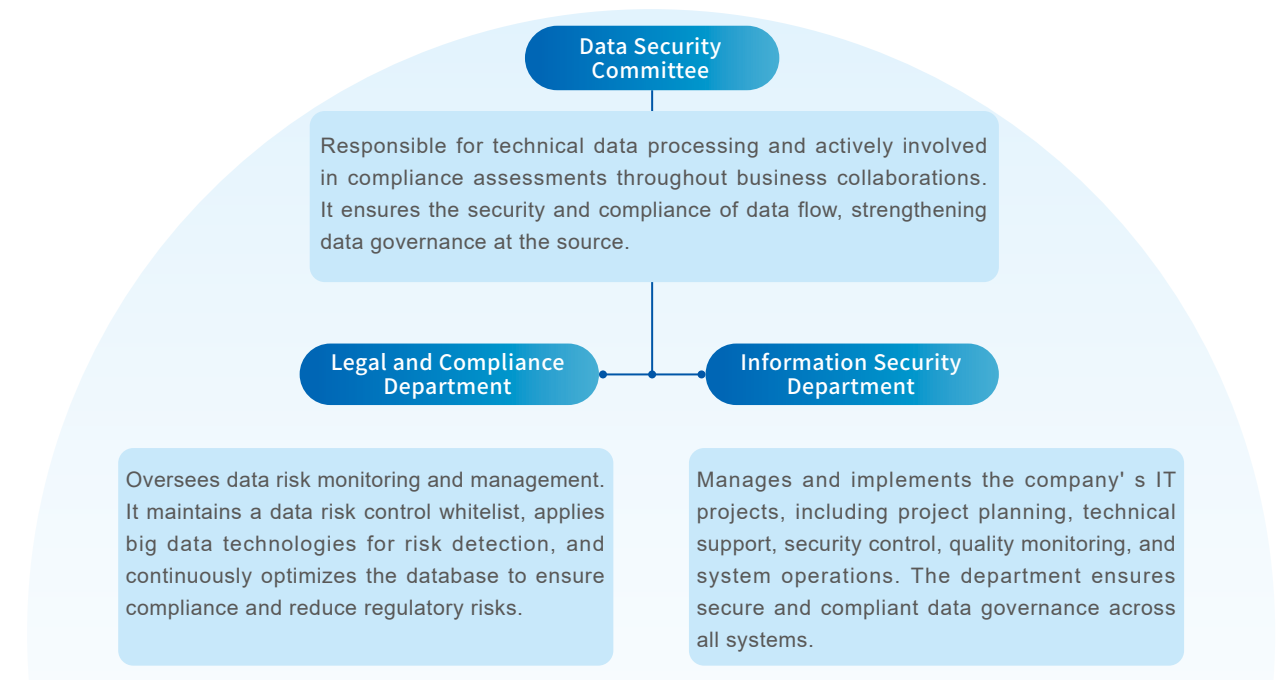 Data Security
Committee
Responsible for technical data processing and actively involved
in compliance assessments throughout business collaborations.
It ensures the security and compliance of data flow, strengthening
data governance at the source.
Legal and Compliance
Department
Information Security
Department
Oversees data risk monitoring and management.
It maintains a data risk control whitelist, applies
big data technologies for risk detection, and
continuously optimizes the database to ensure
compliance and reduce regulatory risks.
Manages and implements the company' s IT
projects, including project planning, technical
support, security control, quality monitoring, and
system operations. The department ensures
secure and compliant data governance across
all systems.